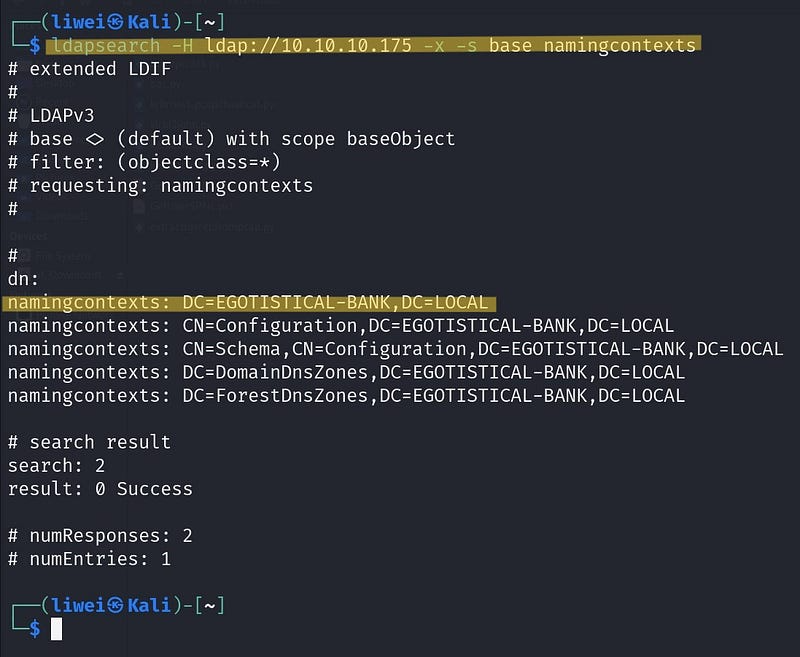 ┌──(liwei㉿Kali)-[~]
└─$ ldapsearch -H ldap://10.10.10.175 -x -s base namingcontexts
# extended LDIF
#
# LDAPv3
# base <> (default) with scope baseObject
# filter: (objectclass=*)
# requesting: namingcontexts
#

#
dn:
namingcontexts: DC=EGOTISTICAL-BANK,DC=LOCAL
namingcontexts: CN=Configuration,DC=EGOTISTICAL-BANK,DC=LOCAL
namingcontexts: CN=Schema,CN=Configuration,DC=EGOTISTICAL-BANK,DC=LOCAL
namingcontexts: DC=DomainDnsZones,DC=EGOTISTICAL-BANK,DC=LOCAL
namingcontexts: DC=ForestDnsZones,DC=EGOTISTICAL-BANK,DC=LOCAL

# search result
search: 2
result: 0 Success

# numResponses: 2
# numEntries: 1

┌──(liwei㉿Kali)-[~]
└─$